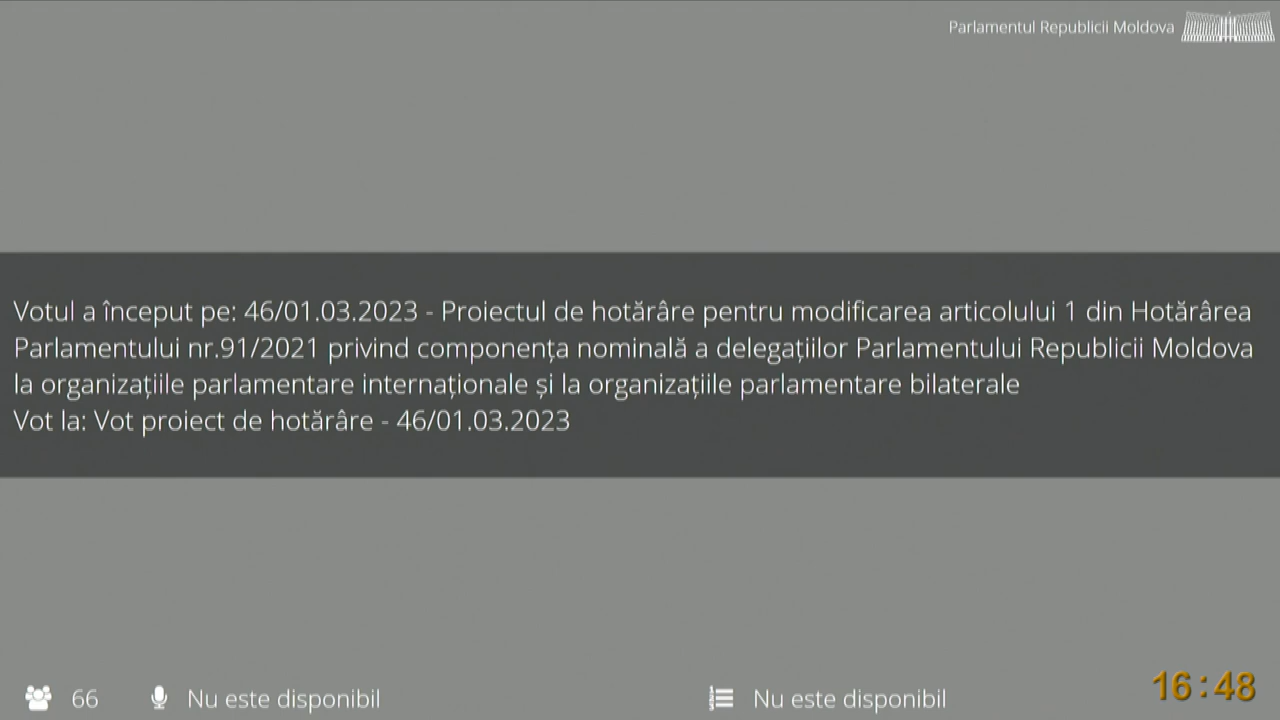 Parlamentul Republicii Moldova
Votul a început pe: 46/01.03.2023 - Proiectul de hotărâre pentru modificarea articolului 1 din Hotărârea
Parlamentului nr.91/2021 privind componența nominală a delegațiilor Parlamentului Republicii Moldova
la organizațiile parlamentare internaționale și la organizațiile parlamentare bilaterale
Vot la: Vot proiect de hotărâre - 46/01.03.2023
66 Nu este disponibil Nu este disponibil 16:48